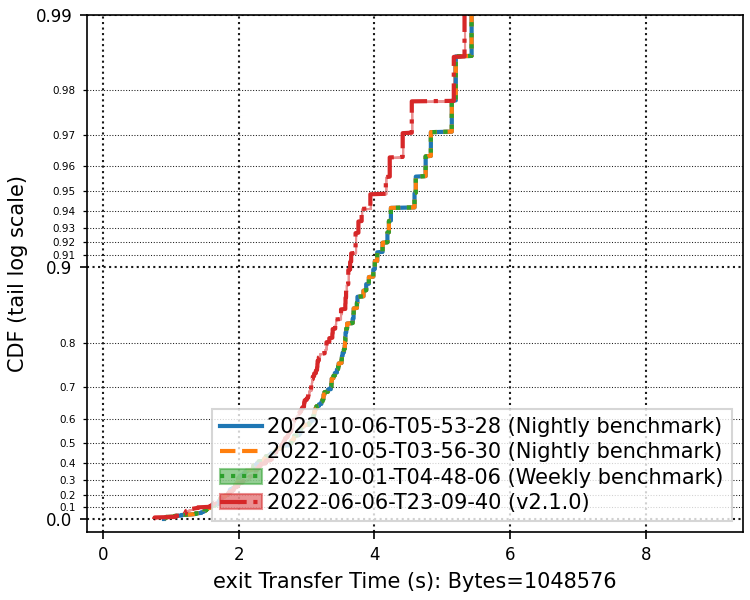 CDF (tail log scale)
0.99
0.98
0.97
0.96
0.95
0.94
0.93
0.92
0.91
0.9
0.8
0.7
0.6
0.5
0.4
0.3
0.2
0.1
0.0
2022-10-06-T05-53-28 (Nightly benchmark)
2022-10-05-T03-56-30 (Nightly benchmark)
2022-10-01-T04-48-06 (Weekly benchmark)
2022-06-06-T23-09-40 (v2.1.0)
0 2 4 6 8
exit Transfer Time (s): Bytes=1048576